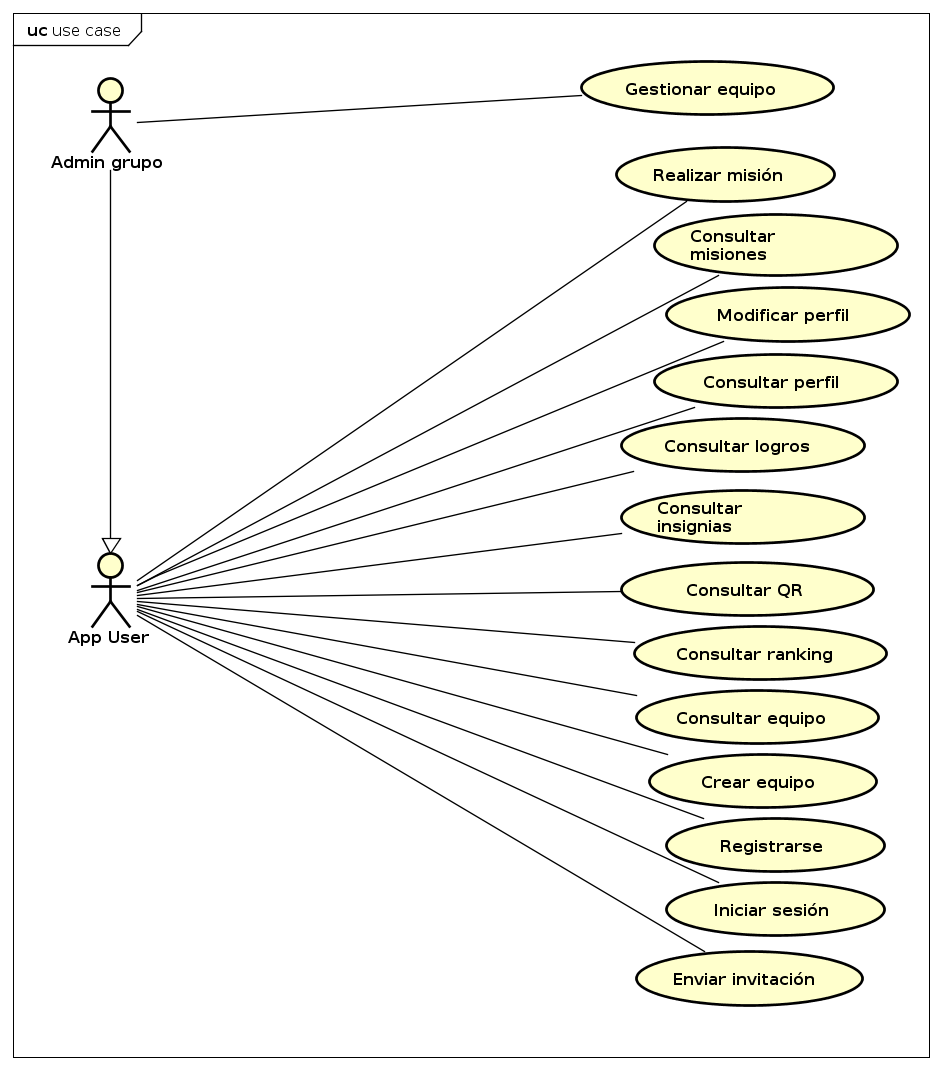 uc use case
Gestionar equipo
Admin grupo
Realizar misión
Consultar
misiones
Modificar perfil
Consultar perfil
Consultar logros
Consultar
insignias
Consultar QR
App User
Consultar ranking
Consultar equipo
Crear equipo
Registrarse
Iniciar sesión
Enviar invitación